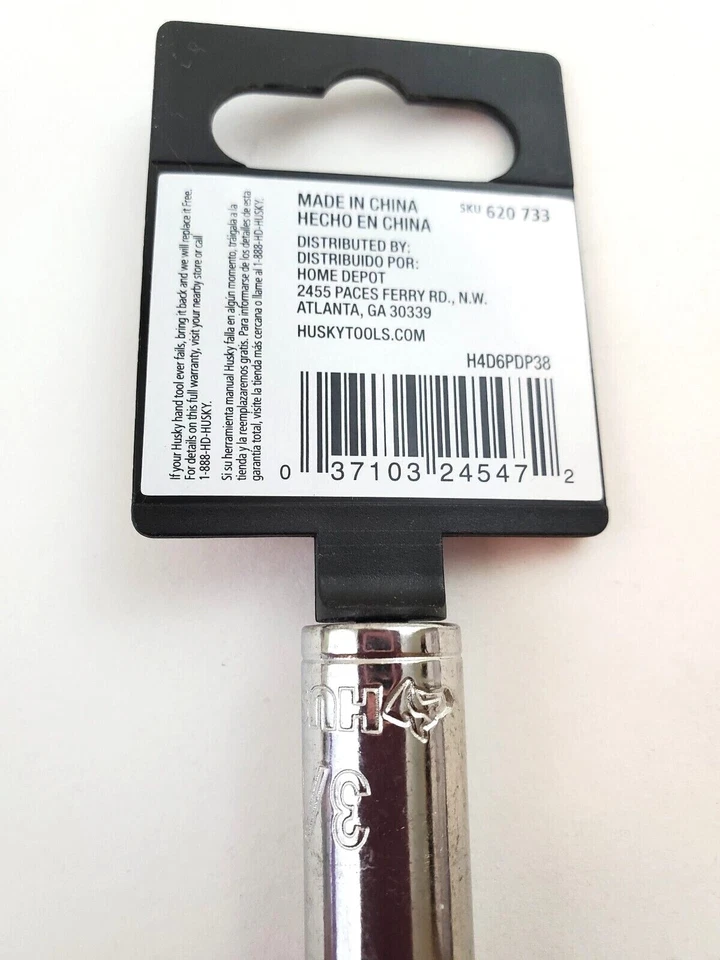 MADE IN CHINA
HECHO EN CHINA
SKU 620 733
DISTRIBUTED BY:
DISTRIBUIDO POR:
HOME DEPOT
2455 PACES FERRY RD., N.W.
ATLANTA, GA 30339
HUSKYTOOLS.COM
H4D6PDP38
0 37103 24547 2
If your Husky hand tool ever fails, bring it back and we will replace it Free.
For details on this full warranty, visit your nearby store or call
1-888-HD-HUSKY.
Si su herramienta manual Husky falla en algún momento, tráigala a la
tienda y la reemplazaremos gratis. Para informarse de los detalles de esta
garantía total, visite la tienda más cercana o llame al 1-888-HD-HUSKY.
HU
3/